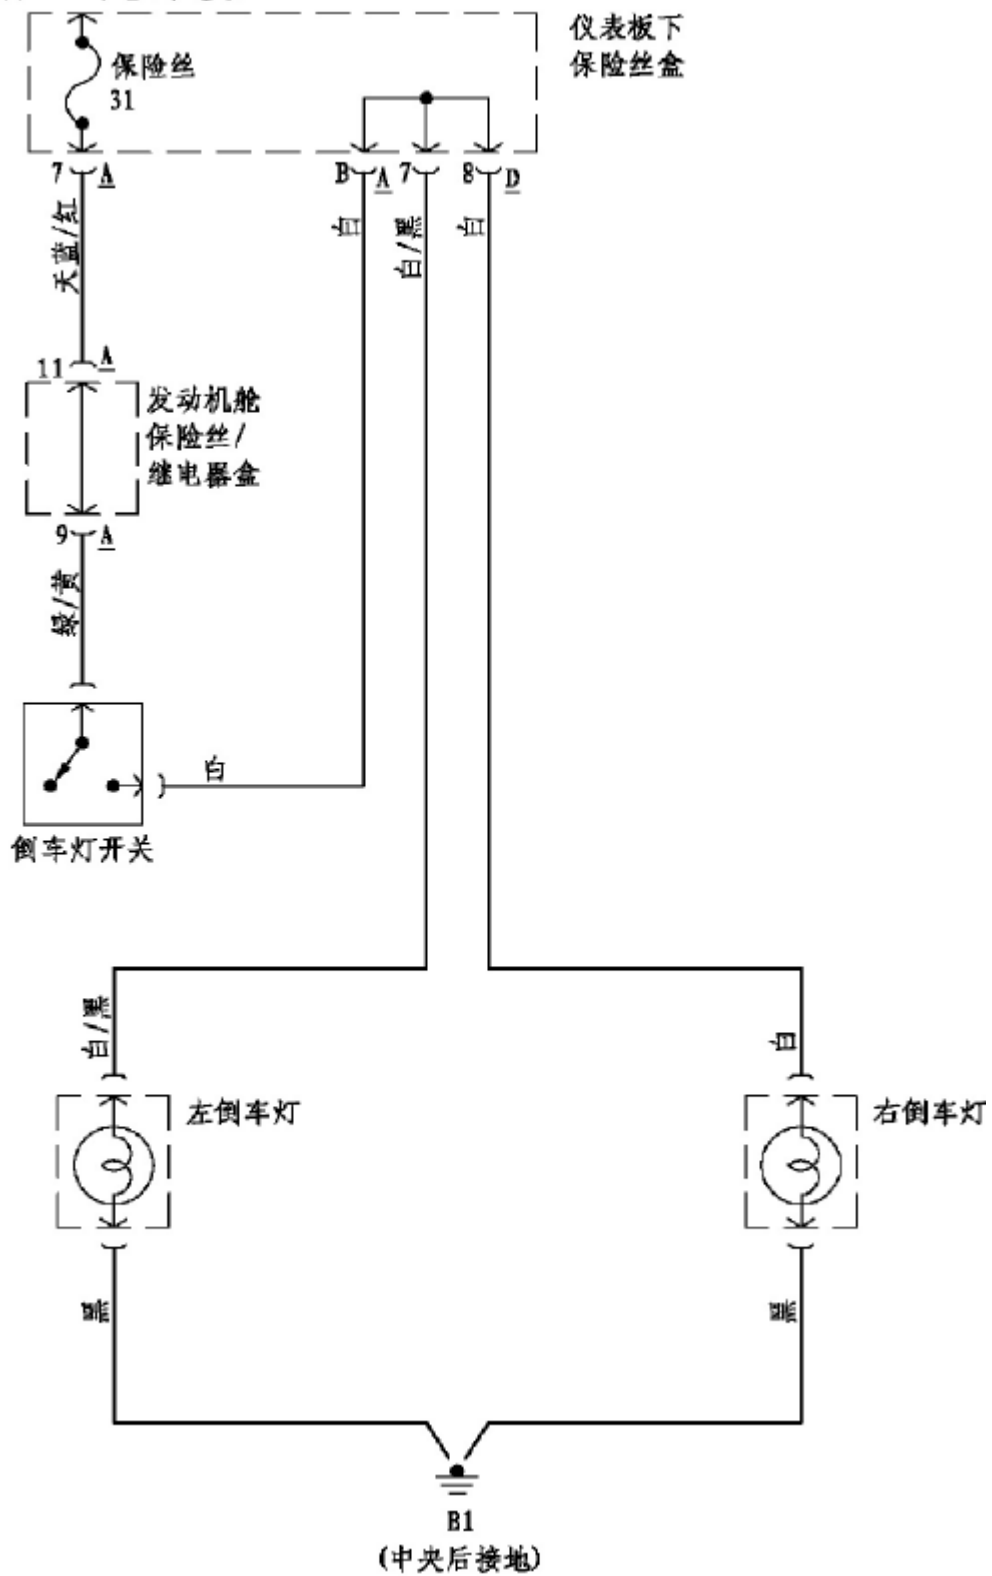 仪表板下
保险丝盒
保险丝
31
7 A
B A 7 8 D
天蓝/红
白
白/黑
白
11 A
发动机舱
保险丝/
继电器盒
9 A
绿/黄
白
倒车灯开关
白/黑
白
左倒车灯
右倒车灯
黑
黑
B1
(中央后接地)